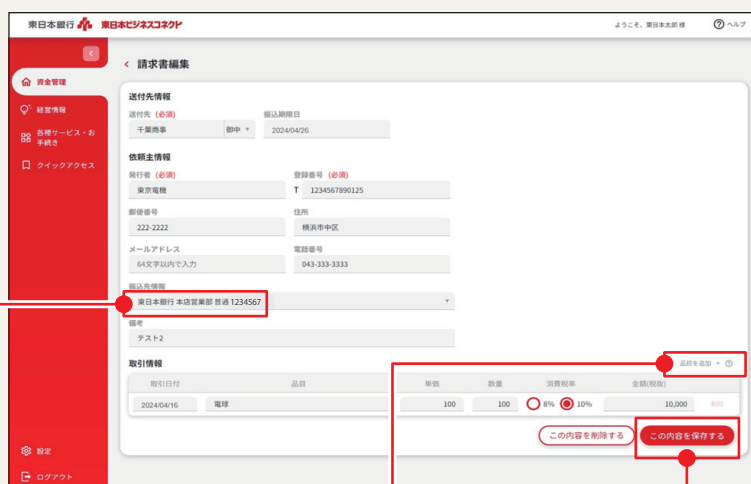 東日本銀行 東日本ビジネスコネクト ようこそ、東日本太郎 様 ヘルプ
請求書編集
資金管理
経営情報
各種サービス・お
手続き
クイックアクセス
設定
ログアウト
送付先情報
送付先 (必須) 振込期限日
千葉商事 御中 2024/04/26
依頼主情報
発行者 (必須) 登録番号 (必須)
東京電機 T 1234567890125
郵便番号 住所
222-2222 横浜市中区
メールアドレス 電話番号
64文字以内で入力 043-333-3333
振込先情報
東日本銀行 本店営業部 普通 1234567
備考
テスト2
取引情報 品目を追加 +
取引日付 品目 単価 数量 消費税率 金額(税抜)
2024/04/16 電球 100 100 8% 10% 10,000 削除
この内容を削除する この内容を保存する